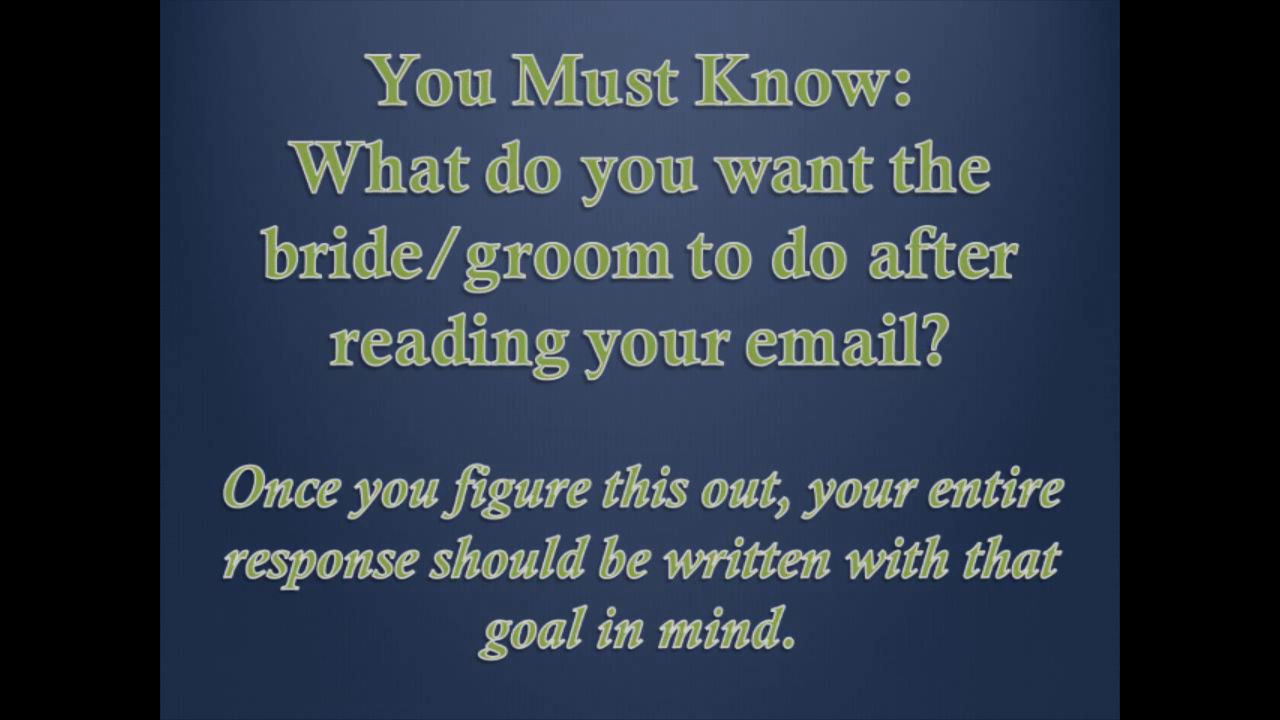 You Must Know:
What do you want the
bride/groom to do after
reading your email?
Once you figure this out, your entire
response should be written with that
goal in mind.